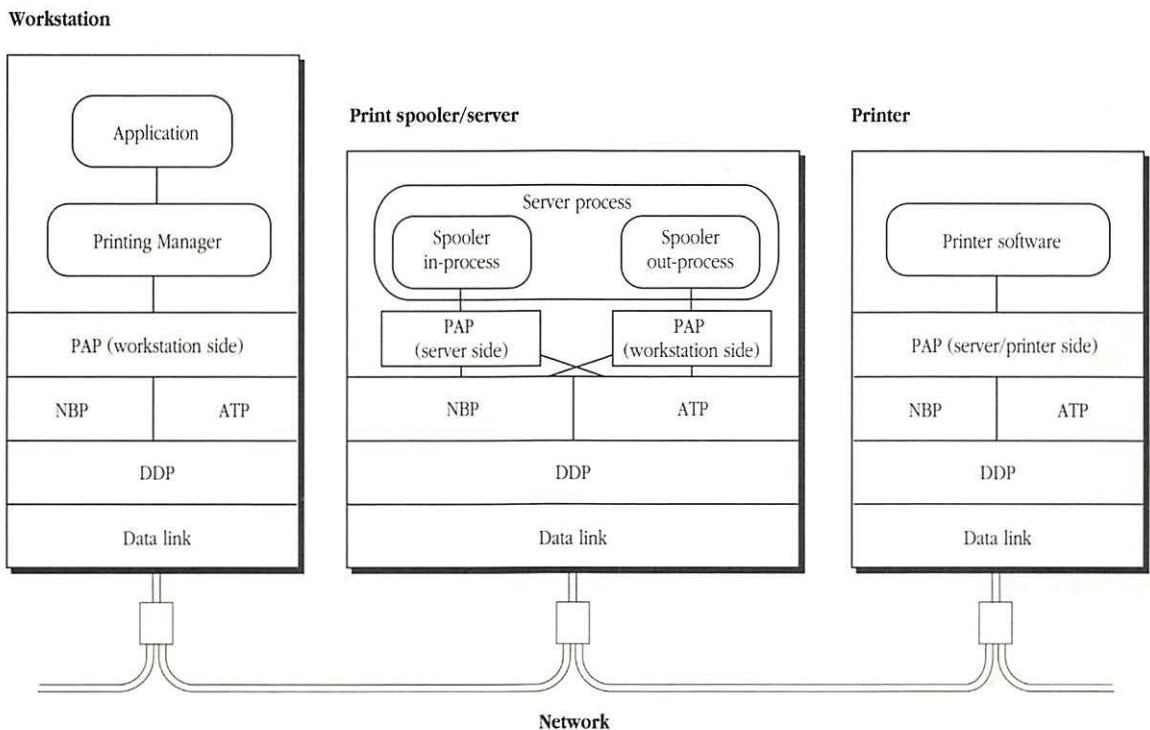 Workstation
Application
Printing Manager
PAP (workstation side)
NBP
ATP
DDP
Data link
Print spooler/server
Server process
Spooler
in-process
Spooler
out-process
PAP
(server side)
PAP
(workstation side)
NBP
ATP
DDP
Data link
Printer
Printer software
PAP (server/printer side)
NBP
ATP
DDP
Data link
Network